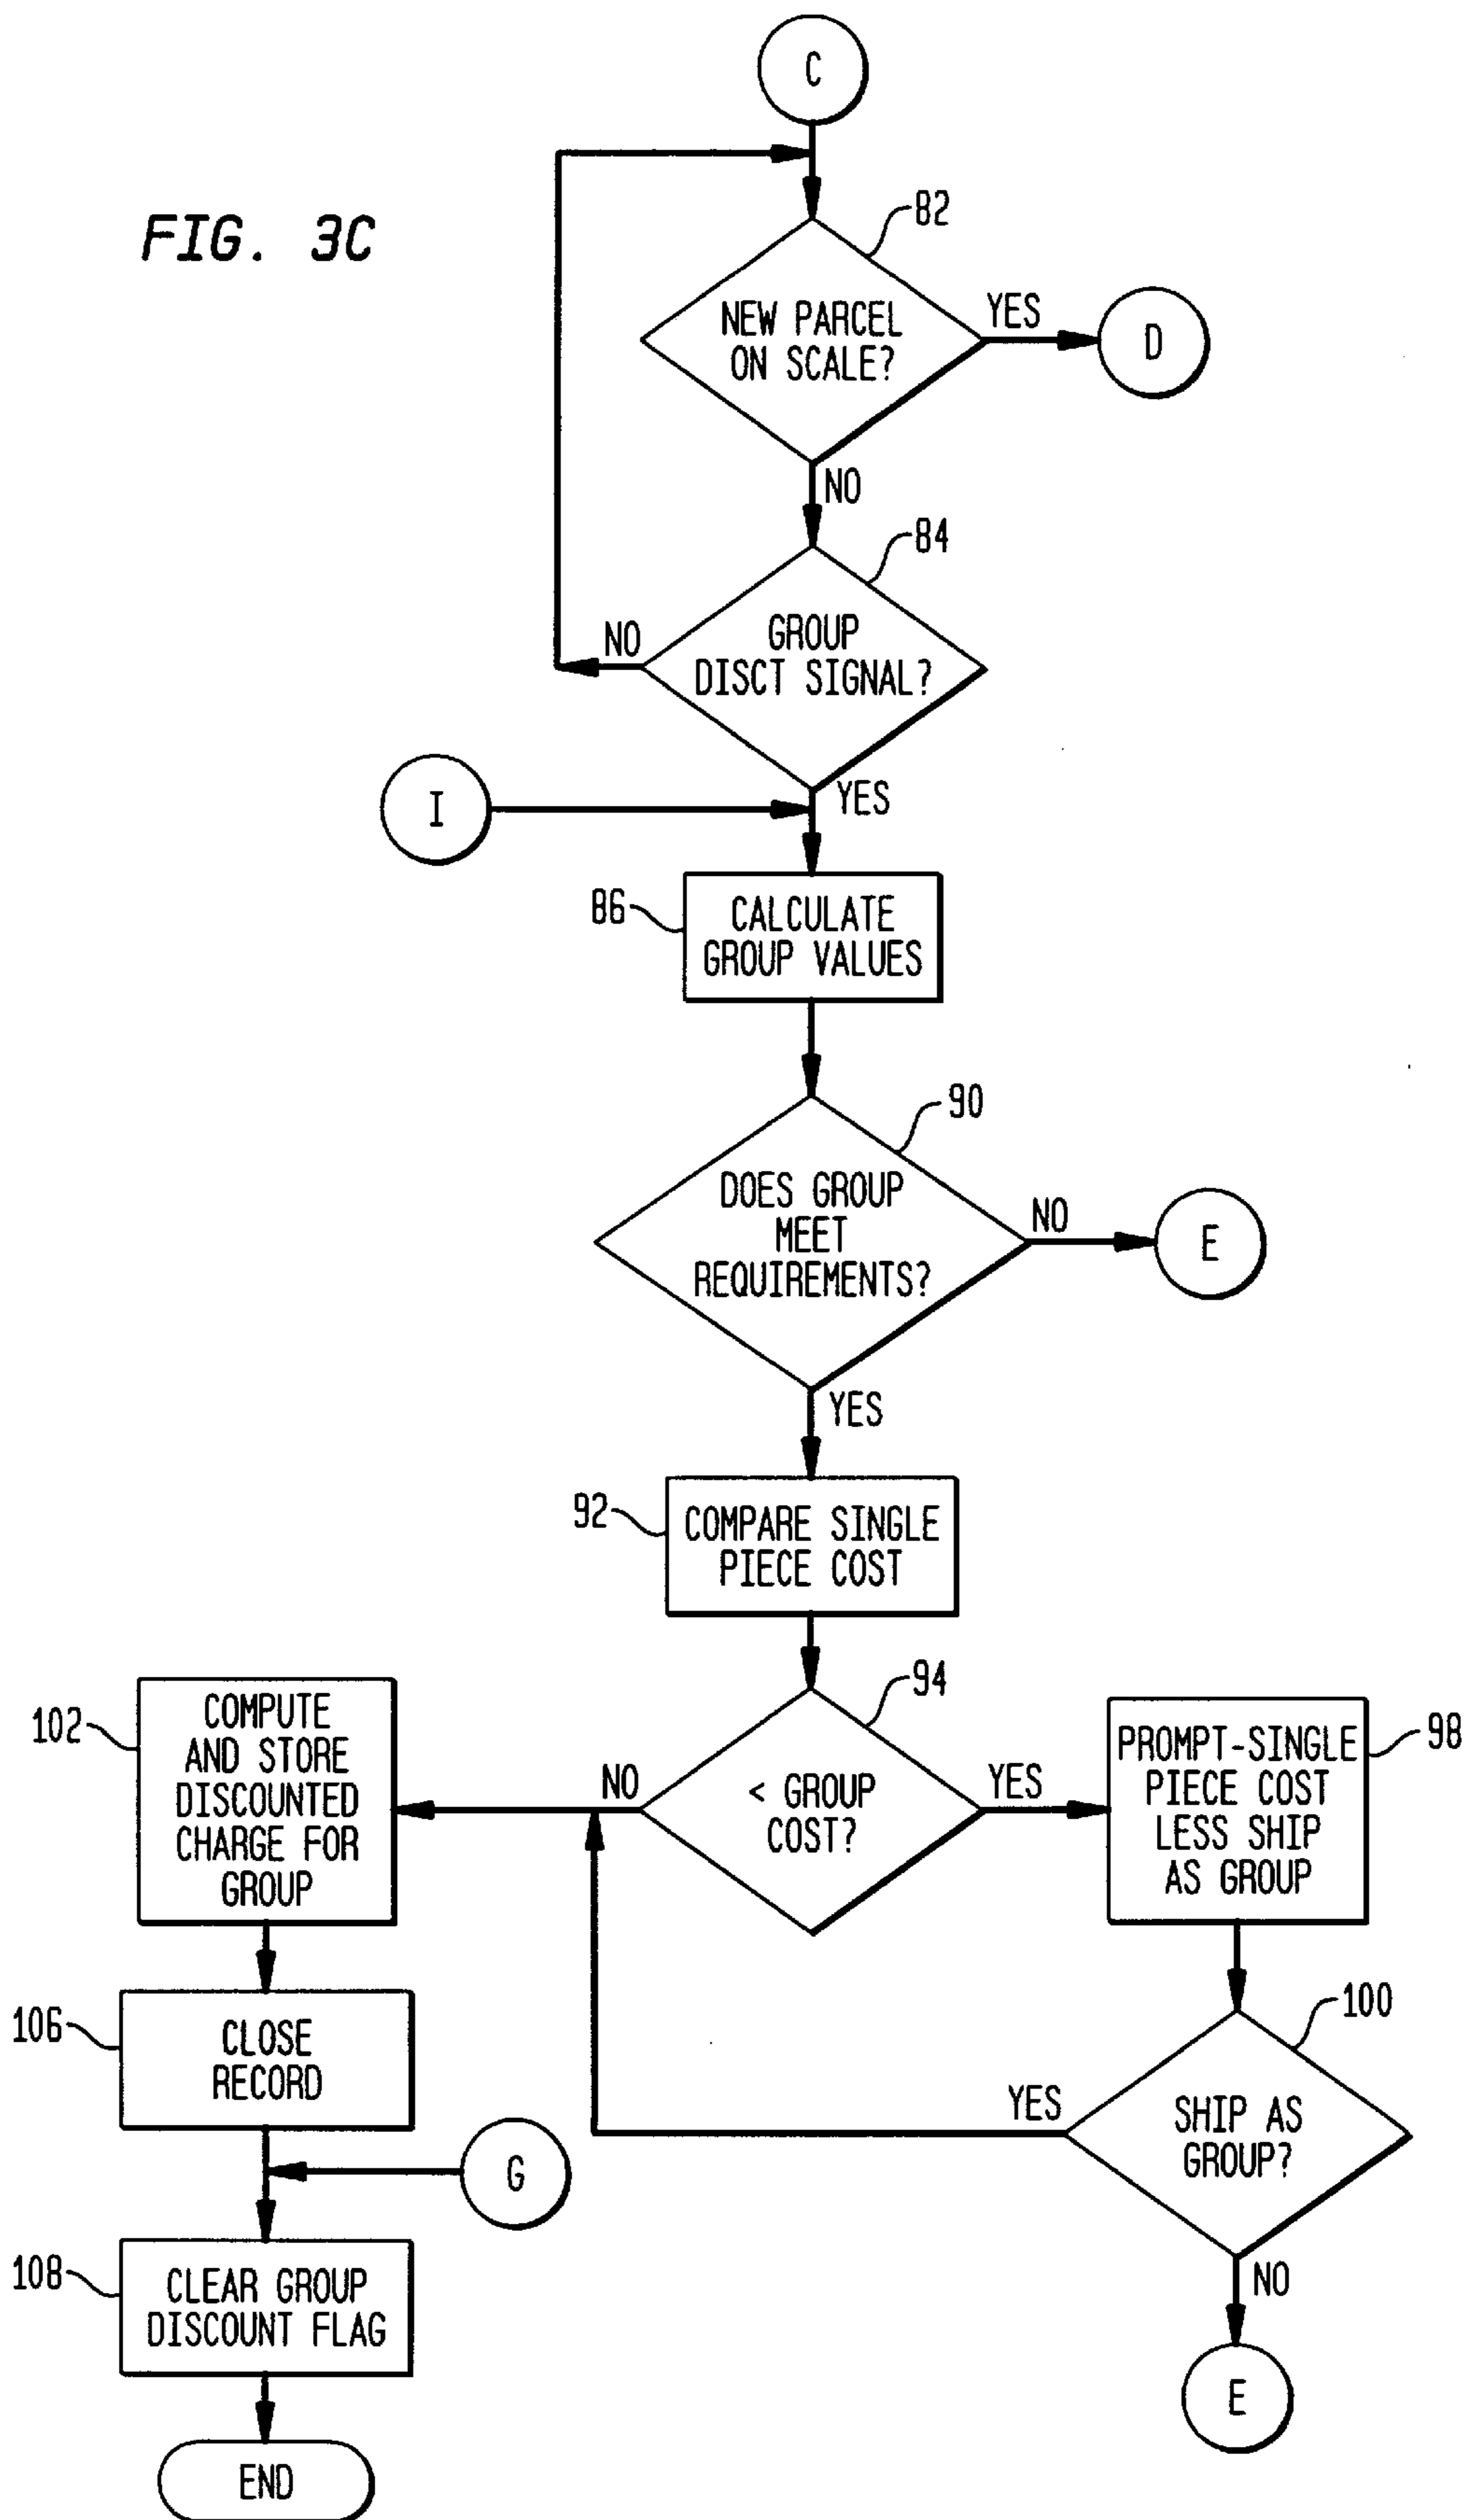 C
FIG. 3C
82
NEW PARCEL
ON SCALE?
YES
D
NO
84
GROUP
DISCT SIGNAL?
NO
YES
I
86
CALCULATE
GROUP VALUES
90
DOES GROUP
MEET
REQUIREMENTS?
NO
E
YES
92
COMPARE SINGLE
PIECE COST
94
< GROUP
COST?
NO
YES
102
COMPUTE
AND STORE
DISCOUNTED
CHARGE FOR
GROUP
98
PROMPT-SINGLE
PIECE COST
LESS SHIP
AS GROUP
106
CLOSE
RECORD
100
SHIP AS
GROUP?
YES
NO
G
108
CLEAR GROUP
DISCOUNT FLAG
E
END